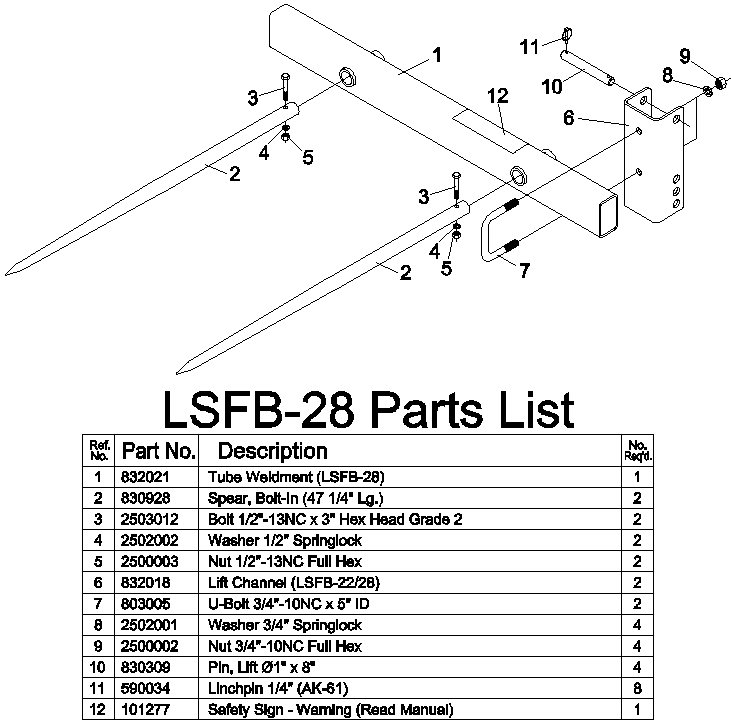 11
1
9
8
3
10
12
6
4
5
2
3
4
5
2
7
LSFB-28 Parts List
Ref. No. Part No. Description No. Req'd.
1 832021 Tube Weldment (LSFB-28) 1
2 830928 Spear, Bolt-In (47 1/4" Lg.) 2
3 2503012 Bolt 1/2"-13NC x 3" Hex Head Grade 2 2
4 2502002 Washer 1/2" Springlock 2
5 2500003 Nut 1/2"-13NC Full Hex 2
6 832018 Lift Channel (LSFB-22/28) 2
7 803005 U-Bolt 3/4"-10NC x 5" ID 2
8 2502001 Washer 3/4" Springlock 4
9 2500002 Nut 3/4"-10NC Full Hex 4
10 830309 Pin, Lift Ø1" x 8" 4
11 590034 Linchpin 1/4" (AK-61) 8
12 101277 Safety Sign - Warning (Read Manual) 1